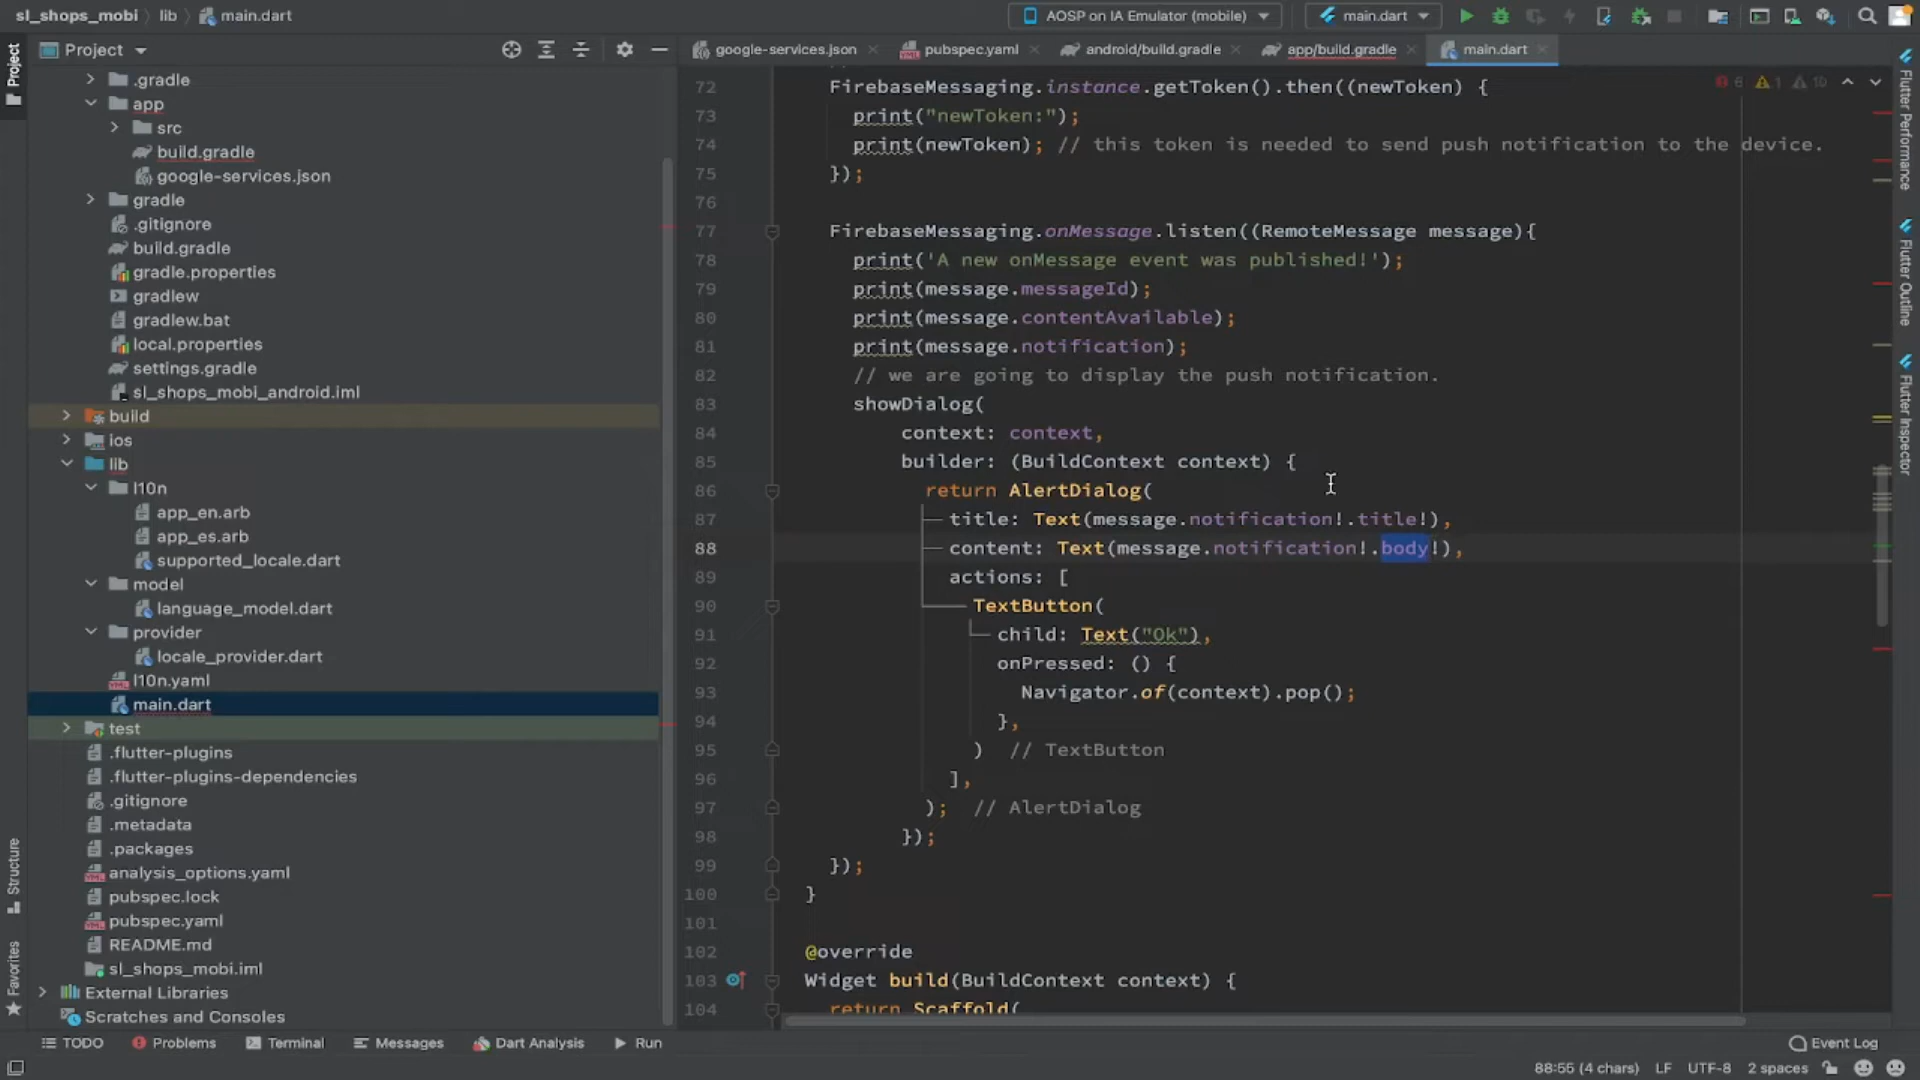 sl_shops_mobi lib main.dart
AOSP on IA Emulator (mobile) main.dart
Project
google-services.json pubspec.yaml android/build.gradle app/build.gradle main.dart
Project
Structure
Favorites
.gradle
app
src
build.gradle
google-services.json
gradle
.gitignore
build.gradle
gradle.properties
gradlew
gradlew.bat
local.properties
settings.gradle
sl_shops_mobi_android.iml
build
ios
lib
l10n
app_en.arb
app_es.arb
supported_locale.dart
model
language_model.dart
provider
locale_provider.dart
l10n.yaml
main.dart
test
.flutter-plugins
.flutter-plugins-dependencies
.gitignore
.metadata
.packages
analysis_options.yaml
pubspec.lock
pubspec.yaml
README.md
sl_shops_mobi.iml
External Libraries
Scratches and Consoles
72 FirebaseMessaging.instance.getToken().then((newToken) {
73 print("newToken:");
74 print(newToken); // this token is needed to send push notification to the device.
75 });
76
77 FirebaseMessaging.onMessage.listen((RemoteMessage message){
78 print('A new onMessage event was published!');
79 print(message.messageId);
80 print(message.contentAvailable);
81 print(message.notification);
82 // we are going to display the push notification.
83 showDialog(
84 context: context,
85 builder: (BuildContext context) {
86 return AlertDialog(
87 title: Text(message.notification!.title!),
88 content: Text(message.notification!.body!),
89 actions: [
90 TextButton(
91 child: Text("Ok"),
92 onPressed: () {
93 Navigator.of(context).pop();
94 },
95 ) // TextButton
96 ],
97 ); // AlertDialog
98 });
99 });
100 }
101
102 @override
103 Widget build(BuildContext context) {
104 return Scaffold(
6 1 10
Flutter Performance
Flutter Outline
Flutter Inspector
TODO Problems Terminal Messages Dart Analysis Run Event Log
88:55 (4 chars) LF UTF-8 2 spaces